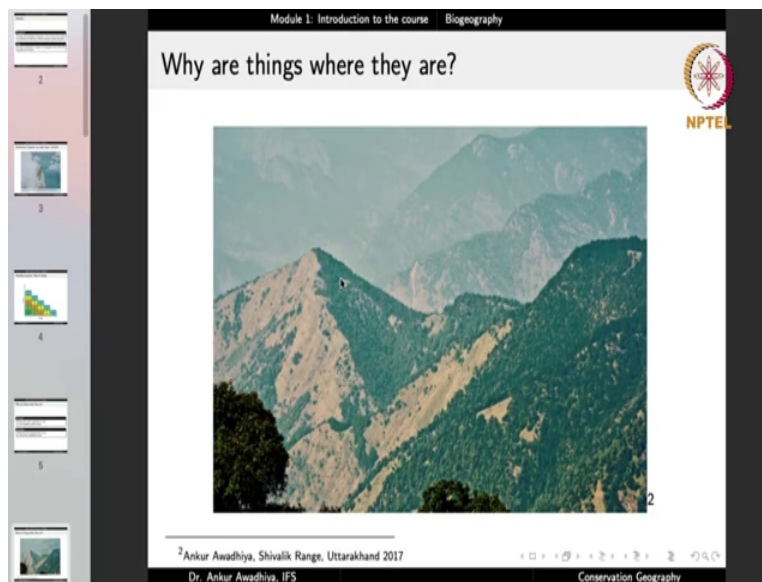 Module 1: Introduction to the course Biogeography
Why are things where they are?
NPTEL
2
3
4
5
2
2Ankur Awadhiya, Shivalik Range, Uttarakhand 2017
Dr. Ankur Awadhiya, IFS Conservation Geography